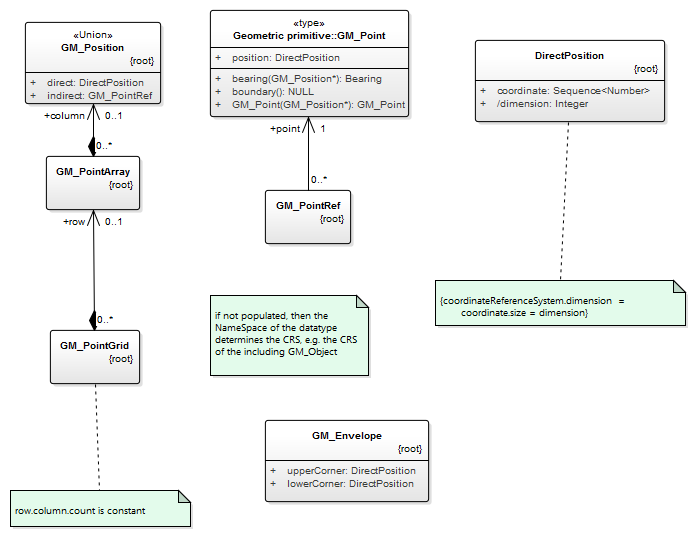 «Union»
GM_Position
{root}
+ direct: DirectPosition
+ indirect: GM_PointRef
+column
0..1
0..*
GM_PointArray
{root}
+row
0..1
0..*
GM_PointGrid
{root}
row.column.count is constant
«type»
Geometric primitive::GM_Point
+ position: DirectPosition
+ bearing(GM_Position*): Bearing
+ boundary(): NULL
+ GM_Point(GM_Position*): GM_Point
+point
1
0..*
GM_PointRef
{root}
if not populated, then the
NameSpace of the datatype
determines the CRS, e.g. the CRS
of the including GM_Object
GM_Envelope
{root}
+ upperCorner: DirectPosition
+ lowerCorner: DirectPosition
DirectPosition
{root}
+ coordinate: Sequence<Number>
+ /dimension: Integer
{coordinateReferenceSystem.dimension =
coordinate.size = dimension}